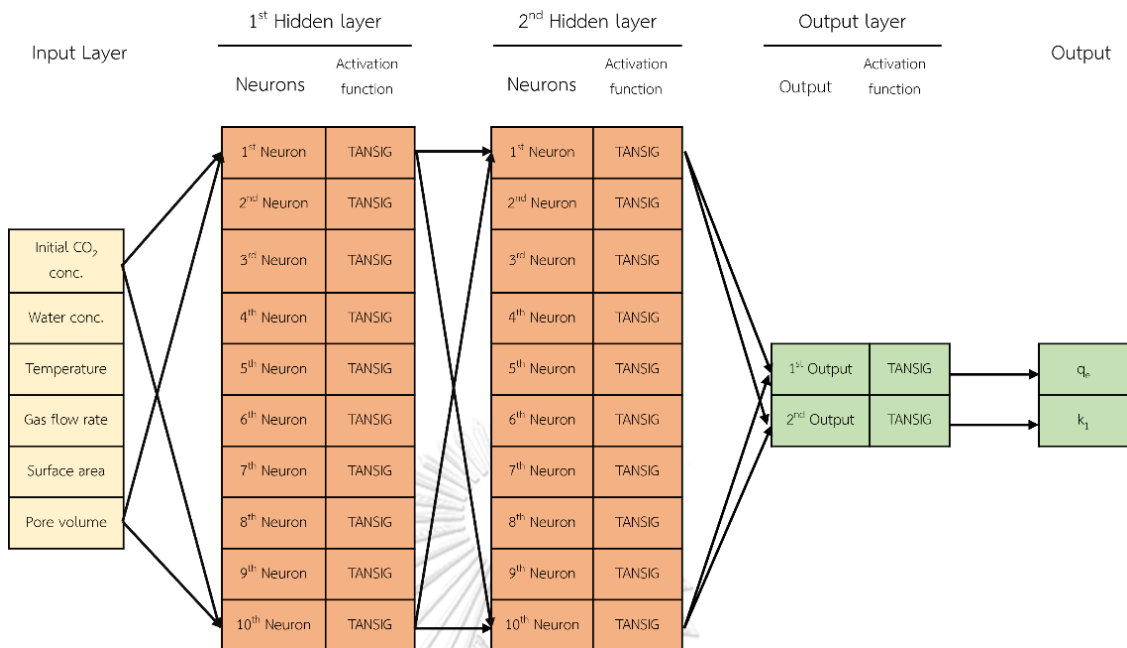 Input Layer
1st Hidden layer
Neurons
Activation
function
2nd Hidden layer
Neurons
Activation
function
Output layer
Output
Activation
function
Output
Initial CO2
conc.
Water conc.
Temperature
Gas flow rate
Surface area
Pore volume
1st Neuron TANSIG
2nd Neuron TANSIG
3rd Neuron TANSIG
4th Neuron TANSIG
5th Neuron TANSIG
6th Neuron TANSIG
7th Neuron TANSIG
8th Neuron TANSIG
9th Neuron TANSIG
10th Neuron TANSIG
1st Neuron TANSIG
2nd Neuron TANSIG
3rd Neuron TANSIG
4th Neuron TANSIG
5th Neuron TANSIG
6th Neuron TANSIG
7th Neuron TANSIG
8th Neuron TANSIG
9th Neuron TANSIG
10th Neuron TANSIG
1st Output TANSIG
2nd Output TANSIG
qe
k1